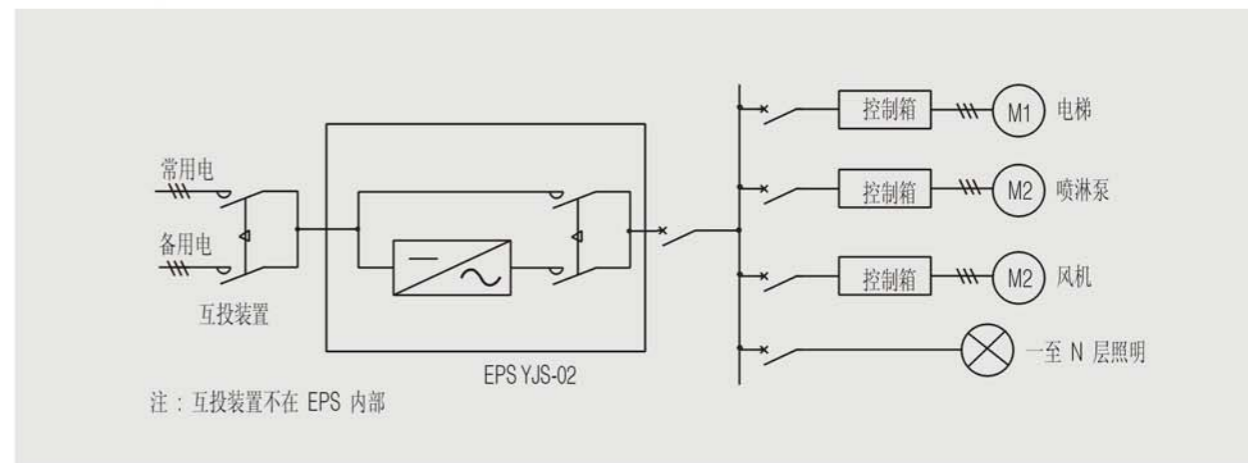 常用电
备用电
互投装置
EPS YJS-02
注：互投装置不在 EPS 内部
控制箱 M1 电梯
控制箱 M2 喷淋泵
控制箱 M2 风机
一至 N 层照明